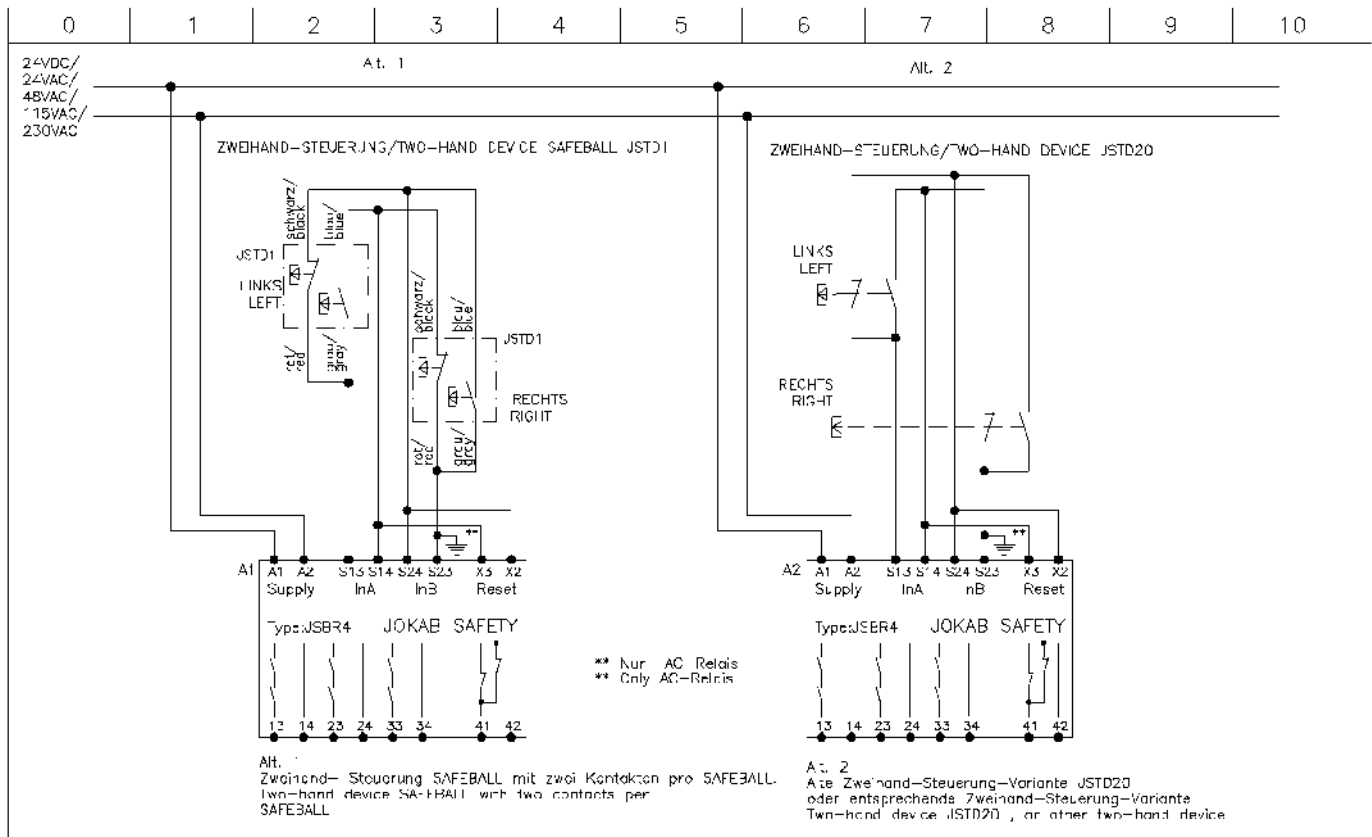 0 1 2 3 4 5 6 7 8 9 10
24VDC/
24VAC/
48VAC/
115VAC/
230VAC
Alt. 1
Alt. 2
ZWEIHAND-STEUERUNG/TWO-HAND DEVICE SAFEBALL JSTD1
ZWEIHAND-STEUERUNG/TWO-HAND DEVICE JSTD20
schwarz/
black
blau/
blue
JSTD1
LINKS
LEFT
rot/
red
grau/
gray
schwarz/
black
blau/
blue
JSTD1
RECHTS
RIGHT
rot/
red
grau/
gray
LINKS
LEFT
RECHTS
RIGHT
**
**
A1
A1 A2 S13 S14 S24 S23 X3 X2
Supply InA InB Reset
Type:JSBR4 JOKAB SAFETY
13 14 23 24 33 34 41 42
** Nur AC Relais
** Only AC-Relais
A2
A1 A2 S13 S14 S24 S23 X3 X2
Supply InA nB Reset
Type:JSBR4 JOKAB SAFETY
13 14 23 24 33 34 41 42
Alt. 1
Zweihand- Steuerung SAFEBALL mit zwei Kontakten pro SAFEBALL.
Two-hand device SAFEBALL with two contacts per
SAFEBALL
Alt. 2
Alte Zweihand-Steuerung-Variante JSTD20
oder entsprechende Zweihand-Steuerung-Variante
Two-hand device JSTD20 , or other two-hand device